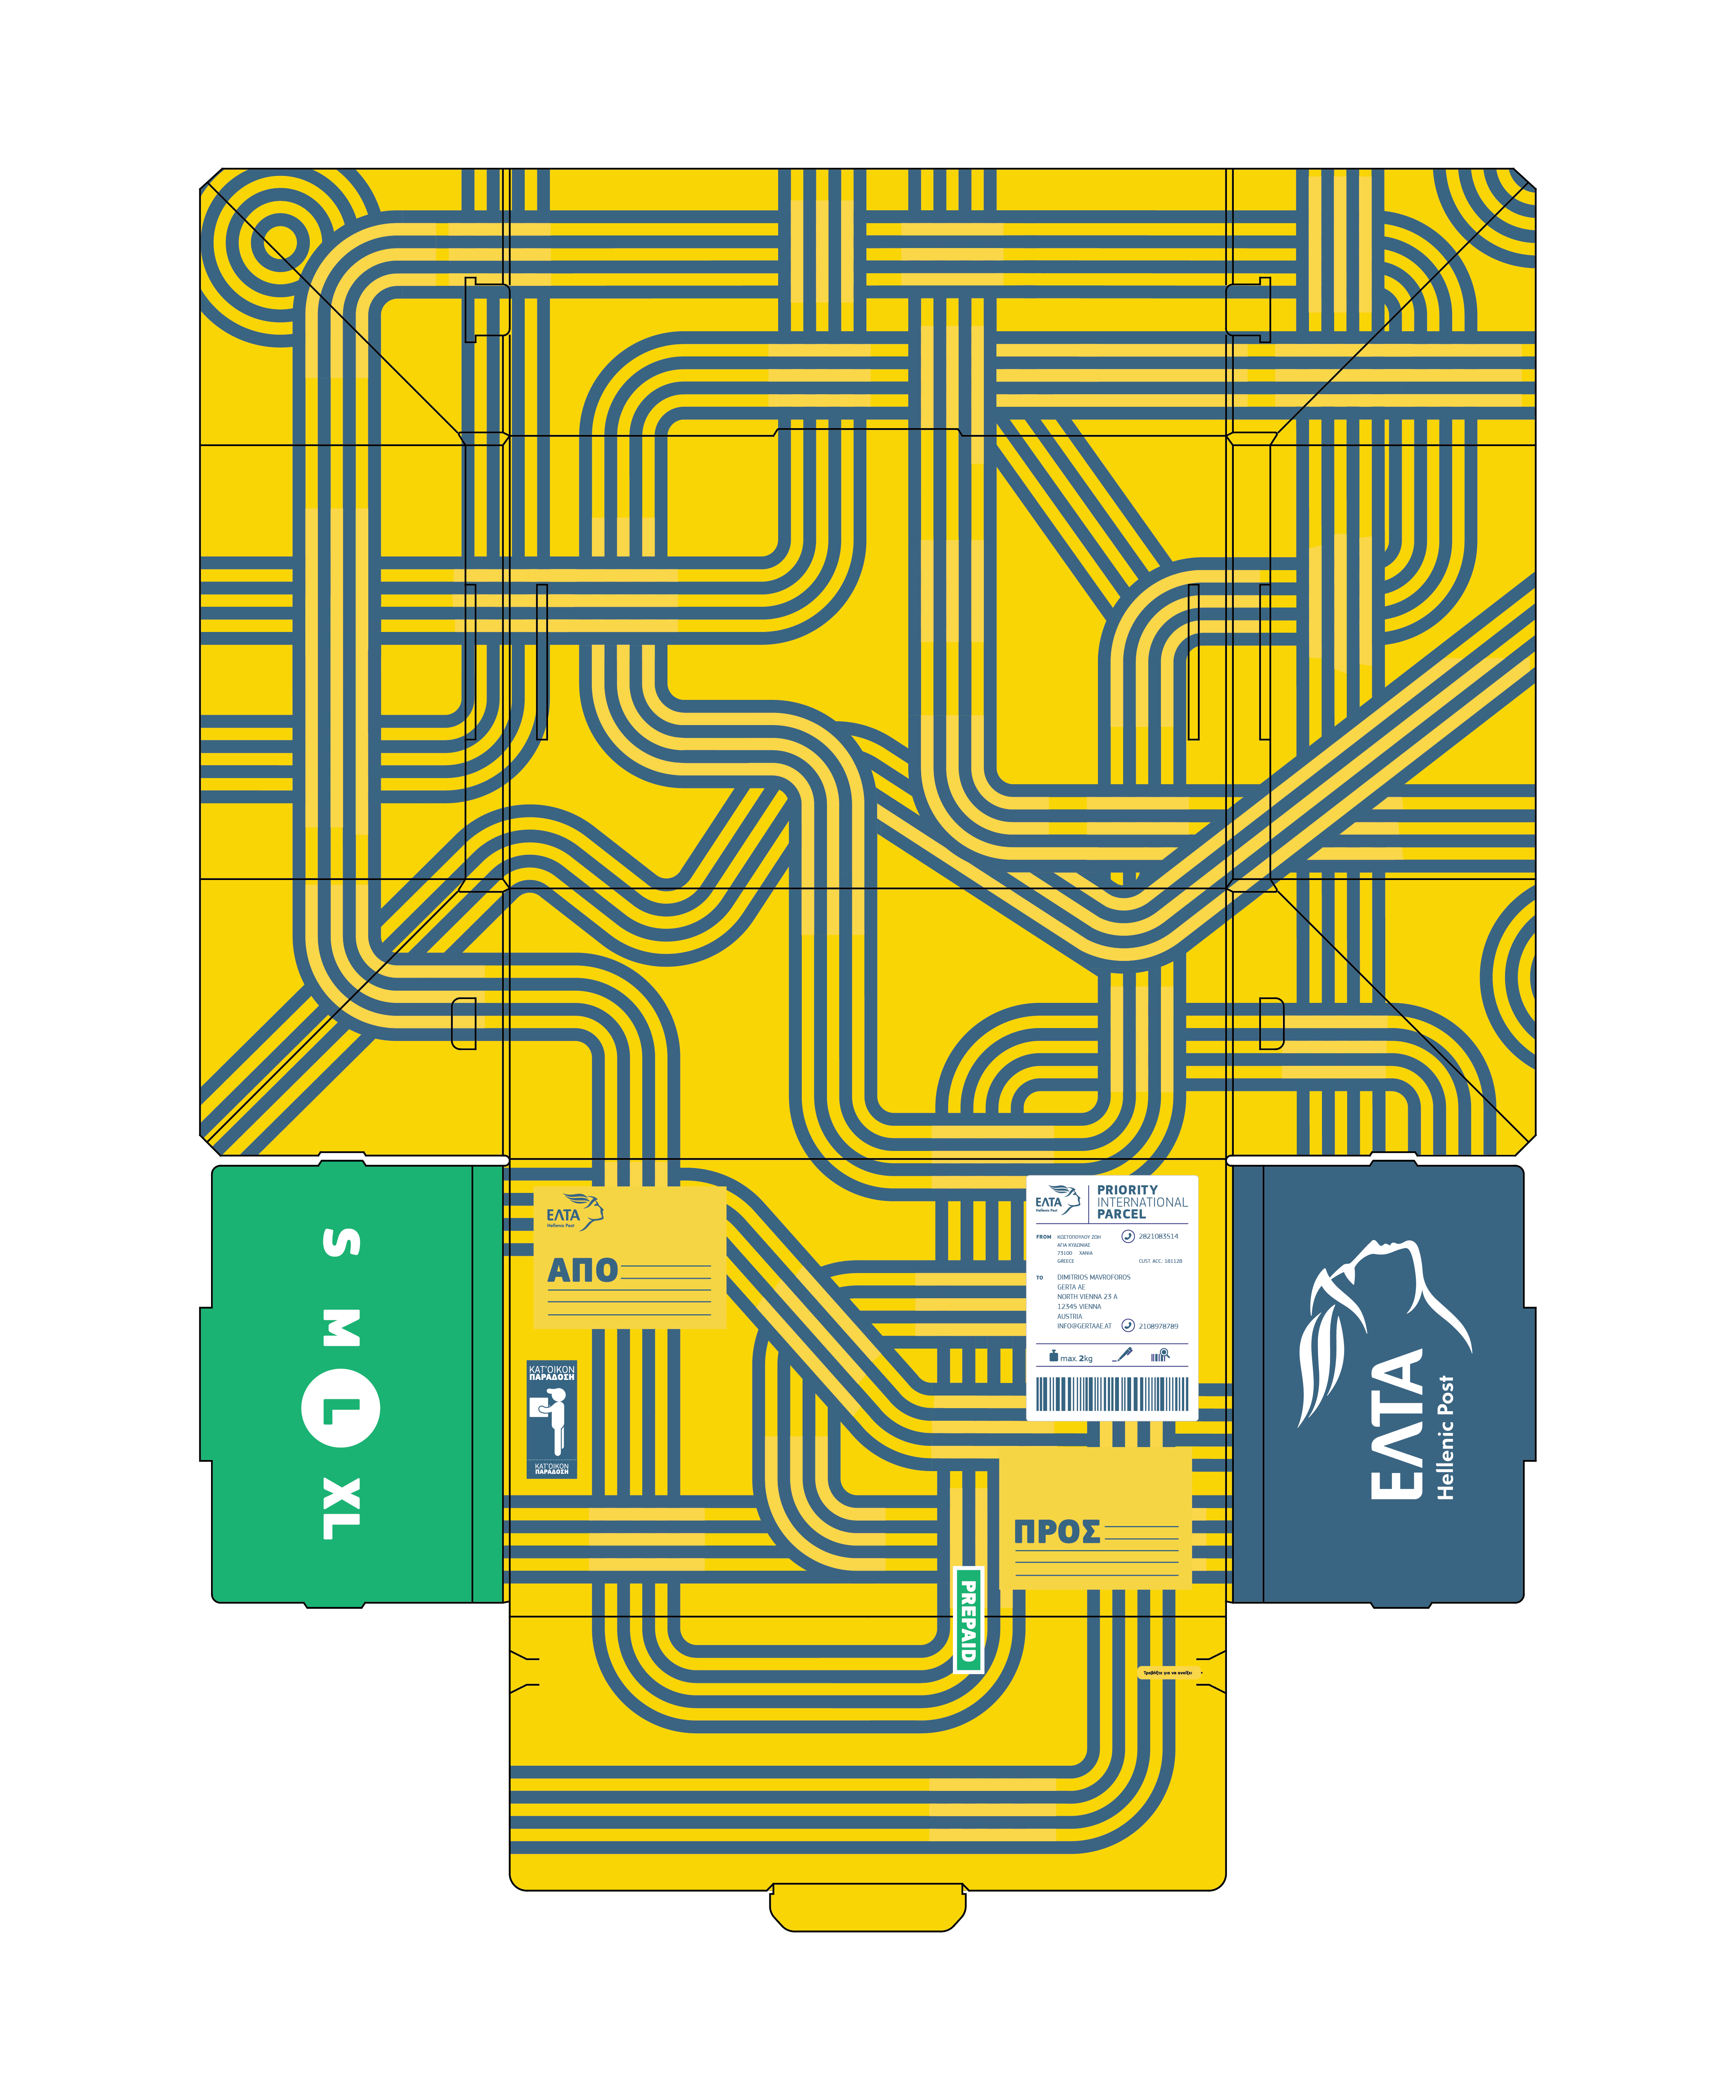 S
M
L
XL
ΕΛΤΑ
Hellenic Post
ΑΠΟ
ΚΑΤ'ΟΙΚΟΝ
ΠΑΡΑΔΟΣΗ
ΚΑΤ'ΟΙΚΟΝ
ΠΑΡΑΔΟΣΗ
ΕΛΤΑ
Hellenic Post
PRIORITY
INTERNATIONAL
PARCEL
FROM ΚΩΣΤΟΠΟΥΛΟΥ ΖΩΗ 2821083514
ΑΓΙΑ ΚΥΔΩΝΙΑΣ
73100 ΧΑΝΙΑ
GREECE CUST. ACC.: 181128
TO DIMITRIOS MAVROFOROS
GERTA AE
NORTH VIENNA 23 A
12345 VIENNA
AUSTRIA
INFO@GERTAAE.AT 2108978789
max. 2kg
ΠΡΟΣ
PREPAID
Τραβήξτε για να ανοίξει
ΕΛΤΑ
Hellenic Post